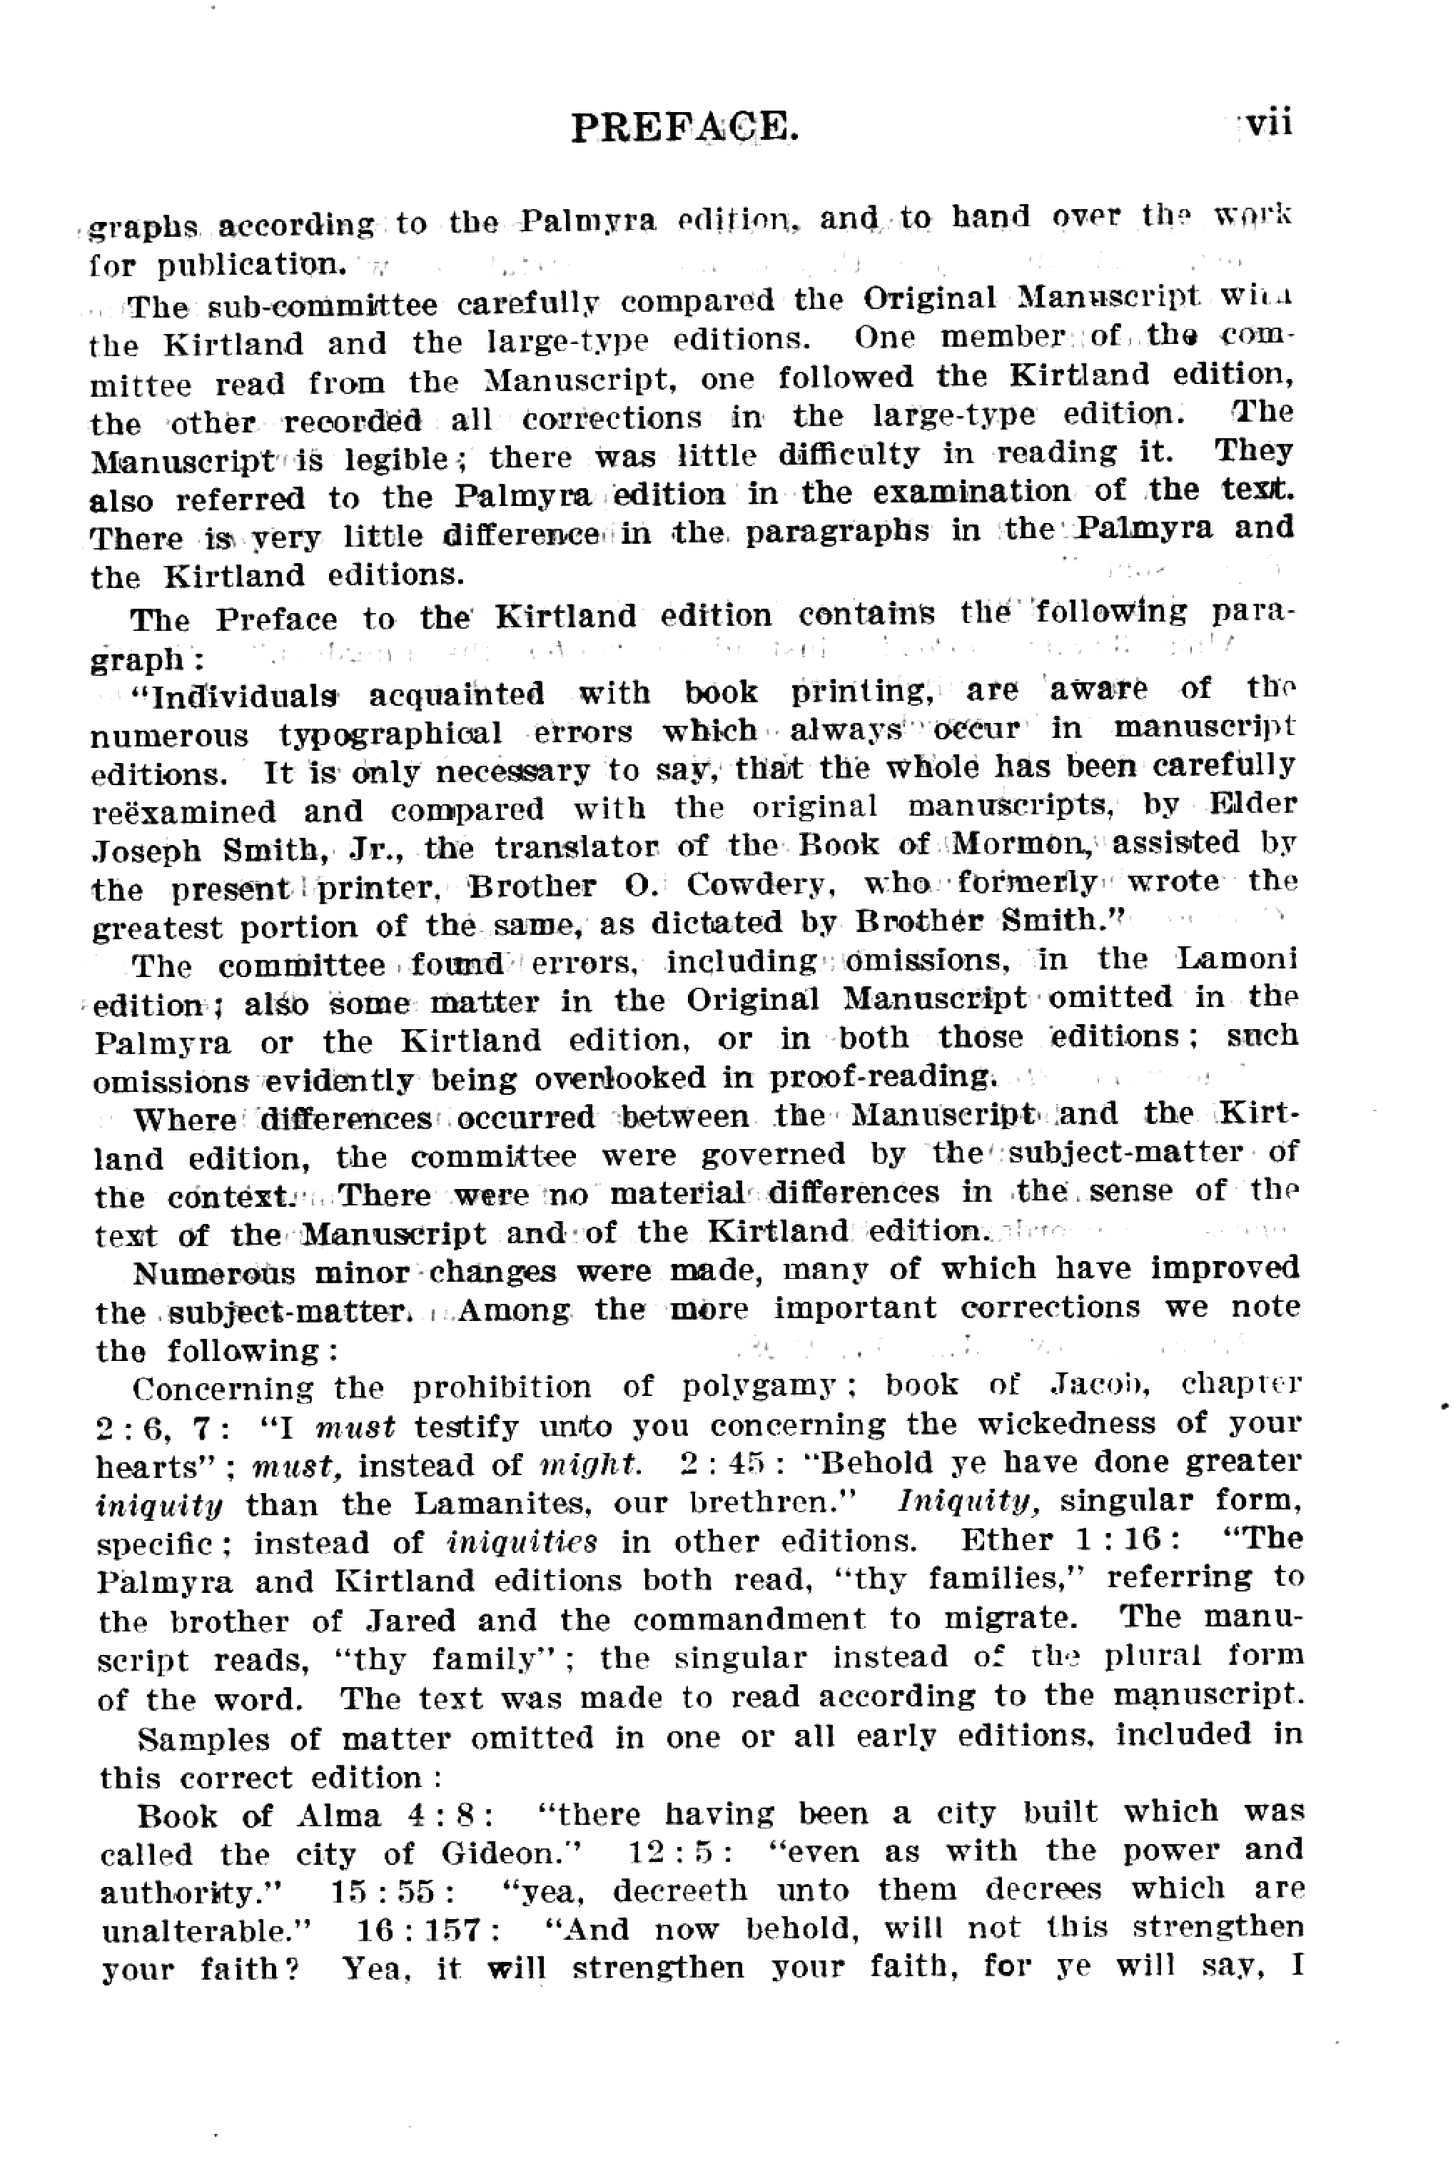 PREFACE. vii
graphs according to the Palmyra edition, and to hand over the work
for publication.
The sub-committee carefully compared the Original Manuscript with
the Kirtland and the large-type editions. One member of the com-
mittee read from the Manuscript, one followed the Kirtland edition,
the other recorded all corrections in the large-type edition. The
Manuscript is legible; there was little difficulty in reading it. They
also referred to the Palmyra edition in the examination of the text.
There is very little difference in the paragraphs in the Palmyra and
the Kirtland editions.
The Preface to the Kirtland edition contains the following para-
graph:
"Individuals acquainted with book printing, are aware of the
numerous typographical errors which always occur in manuscript
editions. It is only necessary to say, that the whole has been carefully
reëxamined and compared with the original manuscripts, by Elder
Joseph Smith, Jr., the translator of the Book of Mormon, assisted by
the present printer, Brother O. Cowdery, who formerly wrote the
greatest portion of the same, as dictated by Brother Smith."
The committee found errors, including omissions, in the Lamoni
edition; also some matter in the Original Manuscript omitted in the
Palmyra or the Kirtland edition, or in both those editions; such
omissions evidently being overlooked in proof-reading.
Where differences occurred between the Manuscript and the Kirt-
land edition, the committee were governed by the subject-matter of
the context. There were no material differences in the sense of the
text of the Manuscript and of the Kirtland edition.
Numerous minor changes were made, many of which have improved
the subject-matter. Among the more important corrections we note
the following:
Concerning the prohibition of polygamy; book of Jacob, chapter
2:6, 7: "I must testify unto you concerning the wickedness of your
hearts"; must, instead of might. 2:45: "Behold ye have done greater
iniquity than the Lamanites, our brethren." Iniquity, singular form,
specific; instead of iniquities in other editions. Ether 1:16: "The
Palmyra and Kirtland editions both read, "thy families," referring to
the brother of Jared and the commandment to migrate. The manu-
script reads, "thy family"; the singular instead of the plural form
of the word. The text was made to read according to the manuscript.
Samples of matter omitted in one or all early editions, included in
this correct edition:
Book of Alma 4:8: "there having been a city built which was
called the city of Gideon." 12:5: "even as with the power and
authority." 15:55: "yea, decreeth unto them decrees which are
unalterable." 16:157: "And now behold, will not this strengthen
your faith? Yea, it will strengthen your faith, for ye will say, I